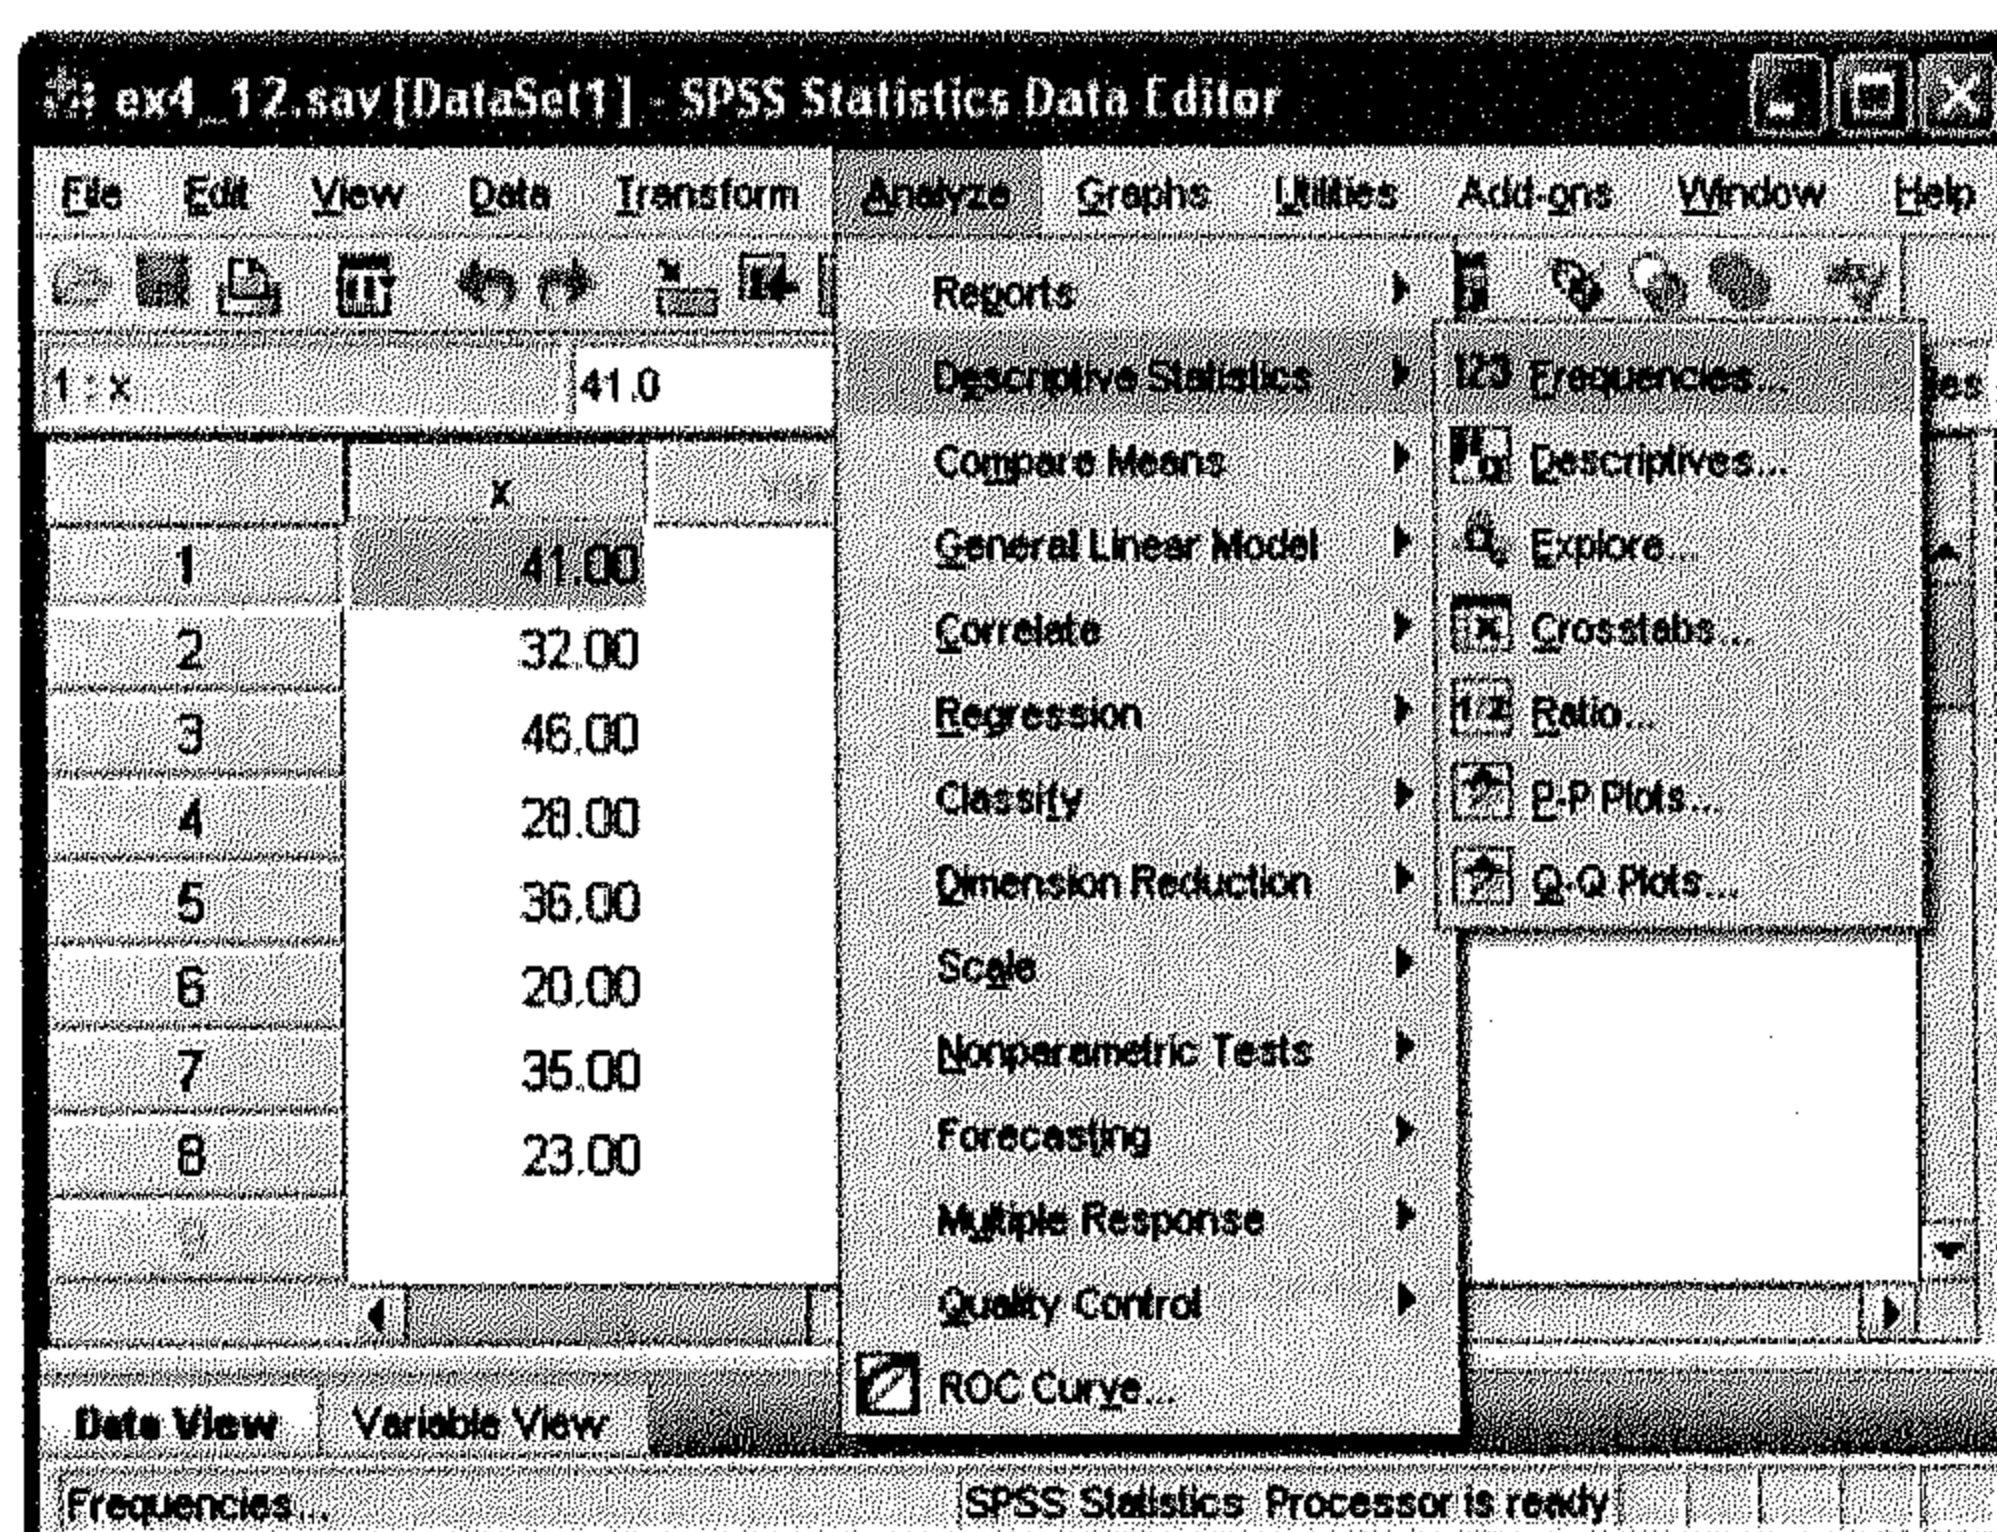 ex4_12.sav [DataSet1] - SPSS Statistics Data Editor
File Edit View Data Transform Analyze Graphs Utilities Add-ons Window Help
1 : x 41.0
x
1 41.00
2 32.00
3 46.00
4 28.00
5 36.00
6 20.00
7 35.00
8 23.00
Reports
Descriptive Statistics
Compare Means
General Linear Model
Correlate
Regression
Classify
Dimension Reduction
Scale
Nonparametric Tests
Forecasting
Multiple Response
Quality Control
ROC Curve...
123 Frequencies...
Descriptives...
Explore...
Crosstabs...
1/2 Ratio...
P-P Plots...
Q-Q Plots...
Data View Variable View
Frequencies... SPSS Statistics Processor is ready